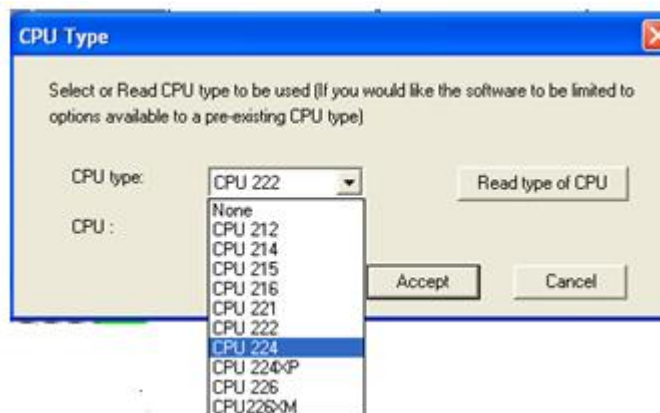 CPU Type
Select or Read CPU type to be used (If you would like the software to be limited to
options available to a pre-existing CPU type)
CPU type:
CPU 222
Read type of CPU
CPU :
None
CPU 212
CPU 214
CPU 215
CPU 216
CPU 221
CPU 222
CPU 224
CPU 224XP
CPU 226
CPU226XM
Accept
Cancel